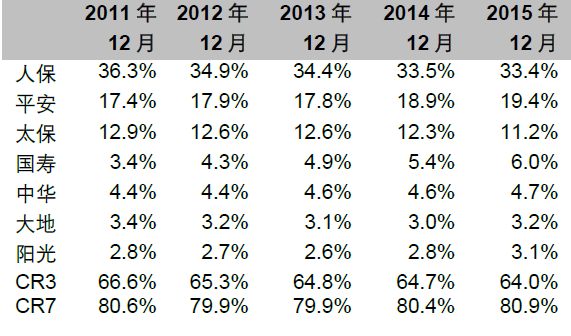 2011 年 2012 年 2013 年 2014 年 2015 年
12 月 12 月 12 月 12 月 12 月
人保 36.3% 34.9% 34.4% 33.5% 33.4%
平安 17.4% 17.9% 17.8% 18.9% 19.4%
太保 12.9% 12.6% 12.6% 12.3% 11.2%
国寿 3.4% 4.3% 4.9% 5.4% 6.0%
中华 4.4% 4.4% 4.6% 4.6% 4.7%
大地 3.4% 3.2% 3.1% 3.0% 3.2%
阳光 2.8% 2.7% 2.6% 2.8% 3.1%
CR3 66.6% 65.3% 64.8% 64.7% 64.0%
CR7 80.6% 79.9% 79.9% 80.4% 80.9%